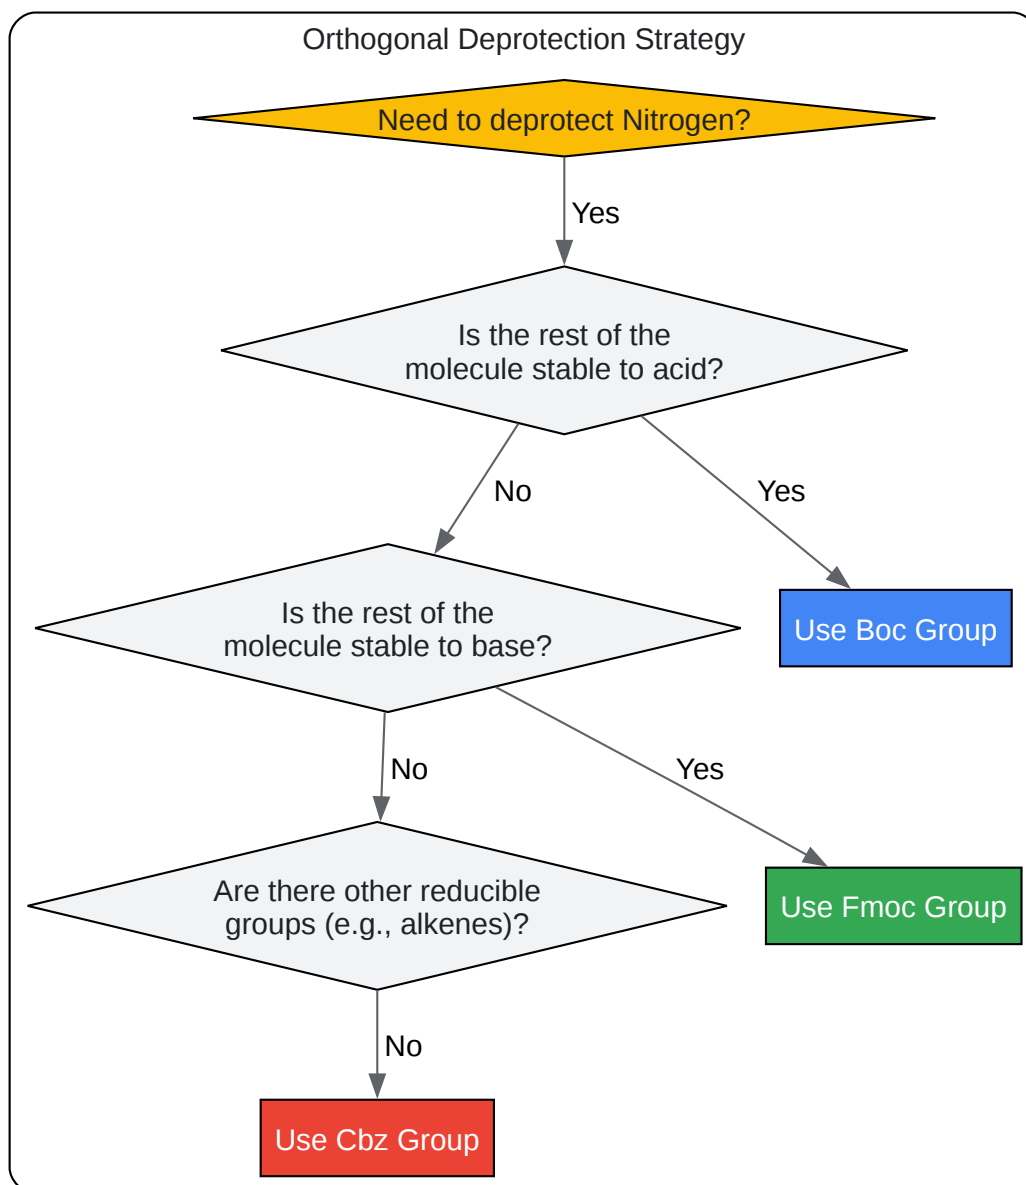 Orthogonal Deprotection Strategy
Need to deprotect Nitrogen?
Yes
Is the rest of the
molecule stable to acid?
No
Yes
Is the rest of the
molecule stable to base?
Use Boc Group
No
Yes
Are there other reducible
groups (e.g., alkenes)?
Use Fmoc Group
No
Use Cbz Group